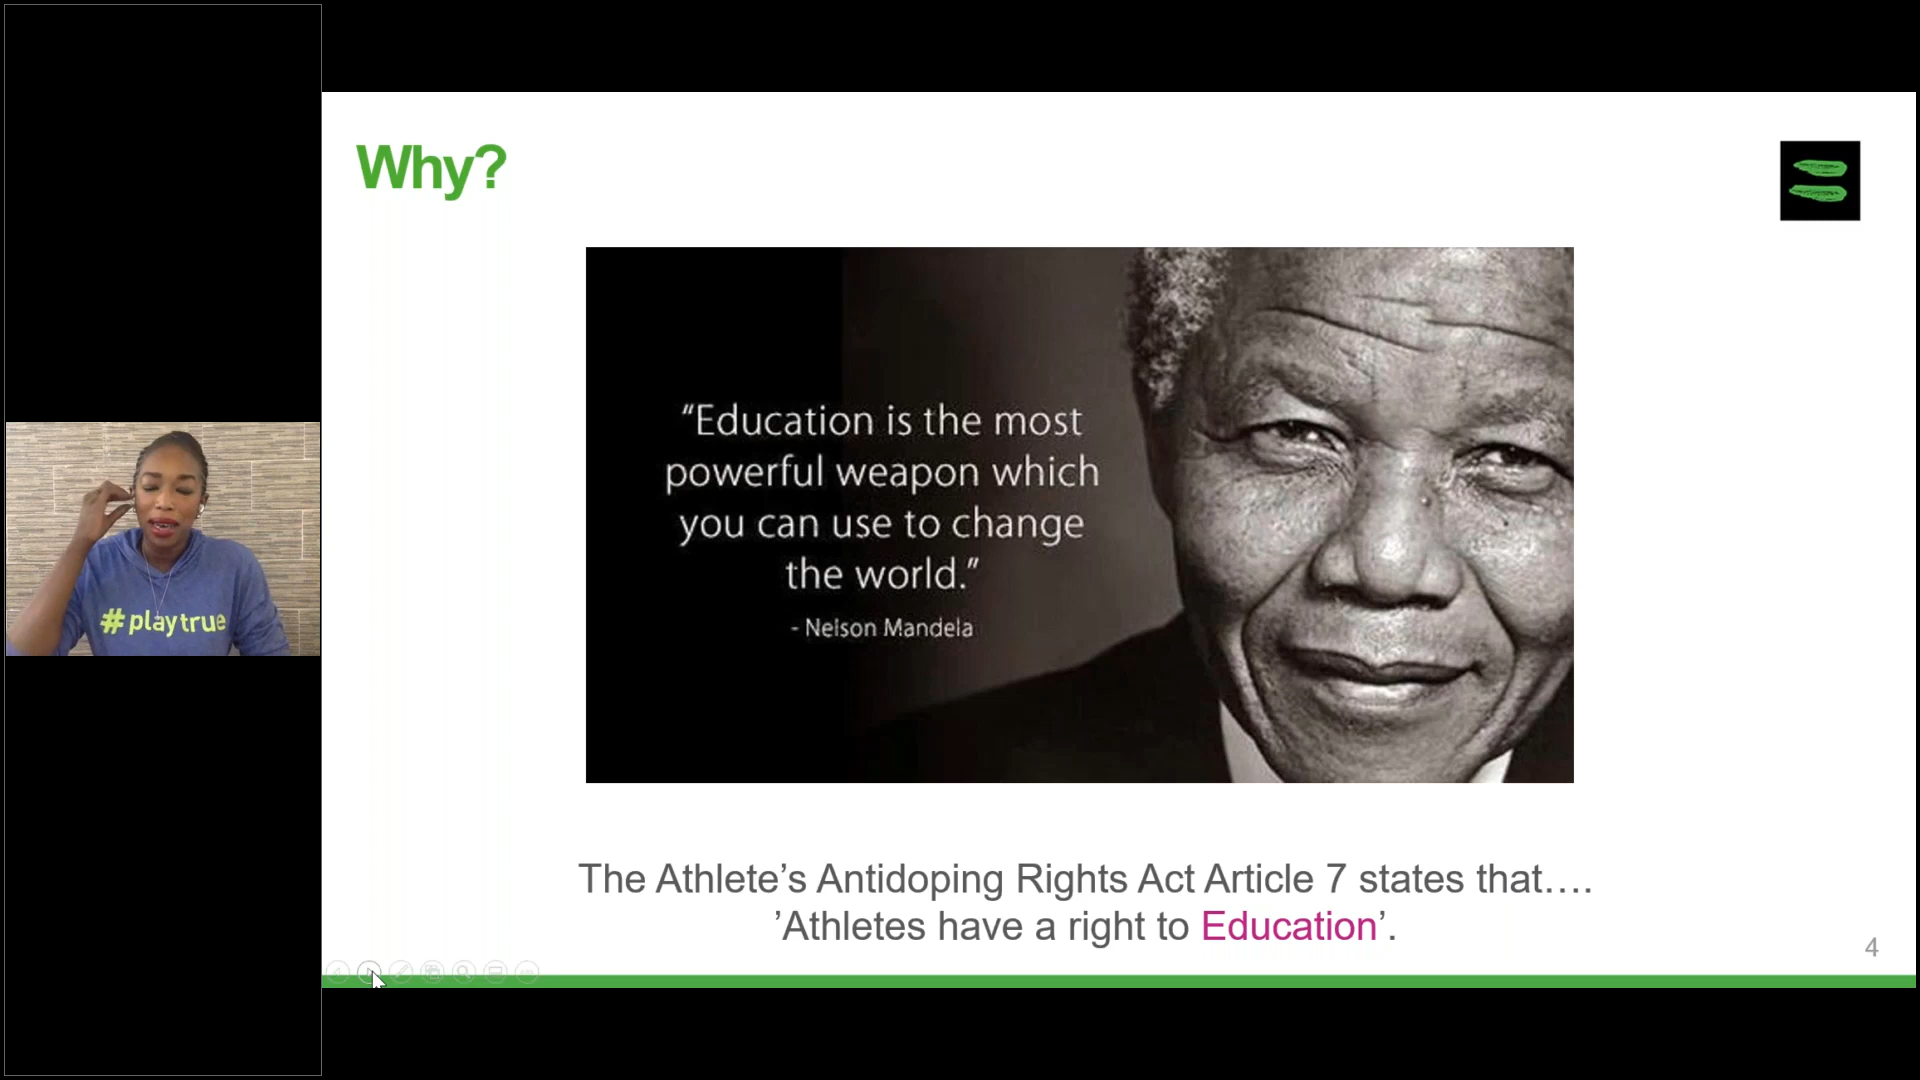 Why?
“Education is the most
powerful weapon which
you can use to change
the world.”
- Nelson Mandela
#playtrue
The Athlete’s Antidoping Rights Act Article 7 states that….
’Athletes have a right to Education’.
4